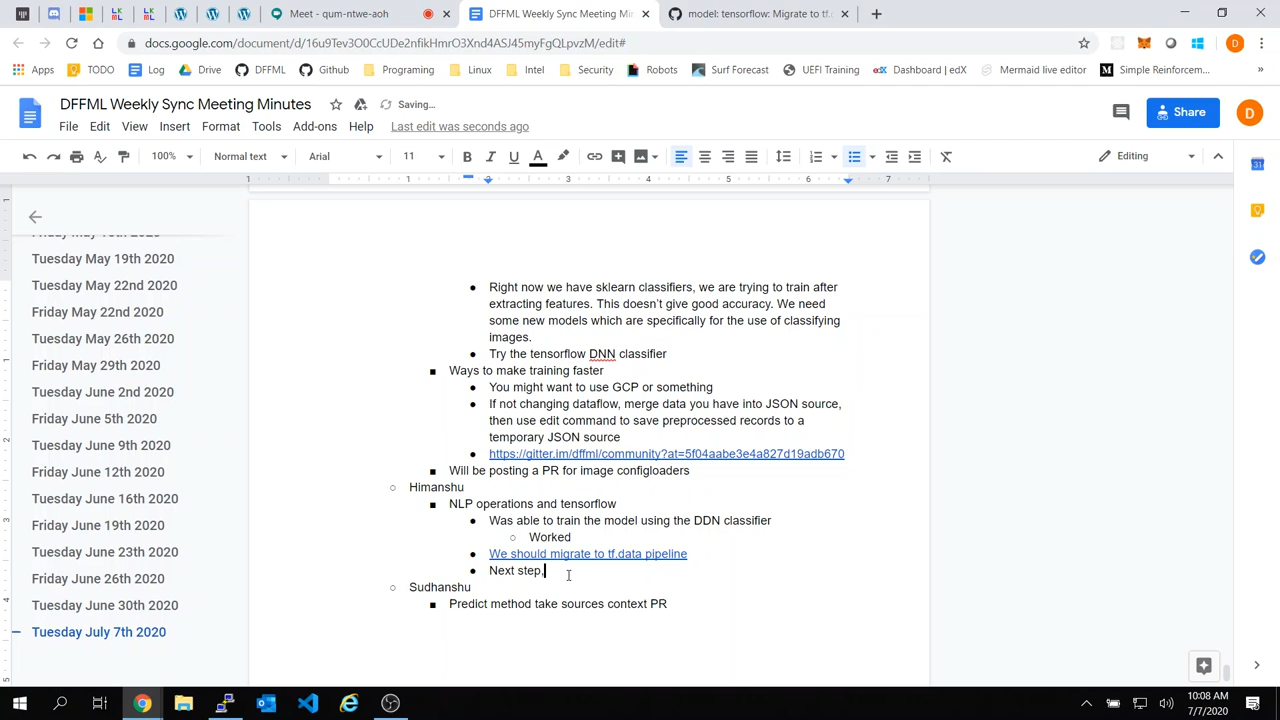 Meet - qum-ntwe-aoh
DFFML Weekly Sync Meeting Min
model: tensorflow: Migrate to tf.c
docs.google.com/document/d/16u9Tev3O0CcUDe2nfikHmrO3Xnd4ASJ45myFgQLpvzM/edit#
Apps TODO Log Drive DFFML Github Programing Linux Intel Security Robots Surf Forecast UEFI Training Dashboard | edX Mermaid live editor Simple Reinforcem...
DFFML Weekly Sync Meeting Minutes Saving...
File Edit View Insert Format Tools Add-ons Help Last edit was seconds ago
Share
D
100% Normal text Arial 11 Editing
1 1 2 3 4 5 6 7
Tuesday May 19th 2020
Tuesday May 22nd 2020
Friday May 22nd 2020
Tuesday May 26th 2020
Friday May 29th 2020
Tuesday June 2nd 2020
Friday June 5th 2020
Tuesday June 9th 2020
Friday June 12th 2020
Tuesday June 16th 2020
Friday June 19th 2020
Tuesday June 23th 2020
Friday June 26th 2020
Tuesday June 30th 2020
Tuesday July 7th 2020
Right now we have sklearn classifiers, we are trying to train after
extracting features. This doesn't give good accuracy. We need
some new models which are specifically for the use of classifying
images.
Try the tensorflow DNN classifier
Ways to make training faster
You might want to use GCP or something
If not changing dataflow, merge data you have into JSON source,
then use edit command to save preprocessed records to a
temporary JSON source
https://gitter.im/dffml/community?at=5f04aabe3e4a827d19adb670
Will be posting a PR for image configloaders
Himanshu
NLP operations and tensorflow
Was able to train the model using the DDN classifier
Worked
We should migrate to tf.data pipeline
Next step,
Sudhanshu
Predict method take sources context PR
10:08 AM
7/7/2020